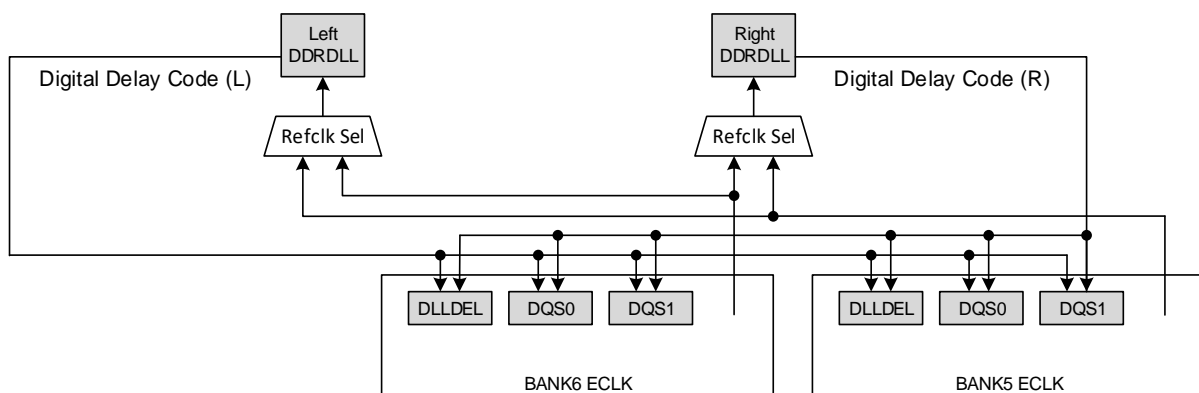 Left
DDRDLL
Right
DDRDLL
Digital Delay Code (L)
Digital Delay Code (R)
Refclk Sel
Refclk Sel
DLLDEL
DQS0
DQS1
DLLDEL
DQS0
DQS1
BANK6 ECLK
BANK5 ECLK